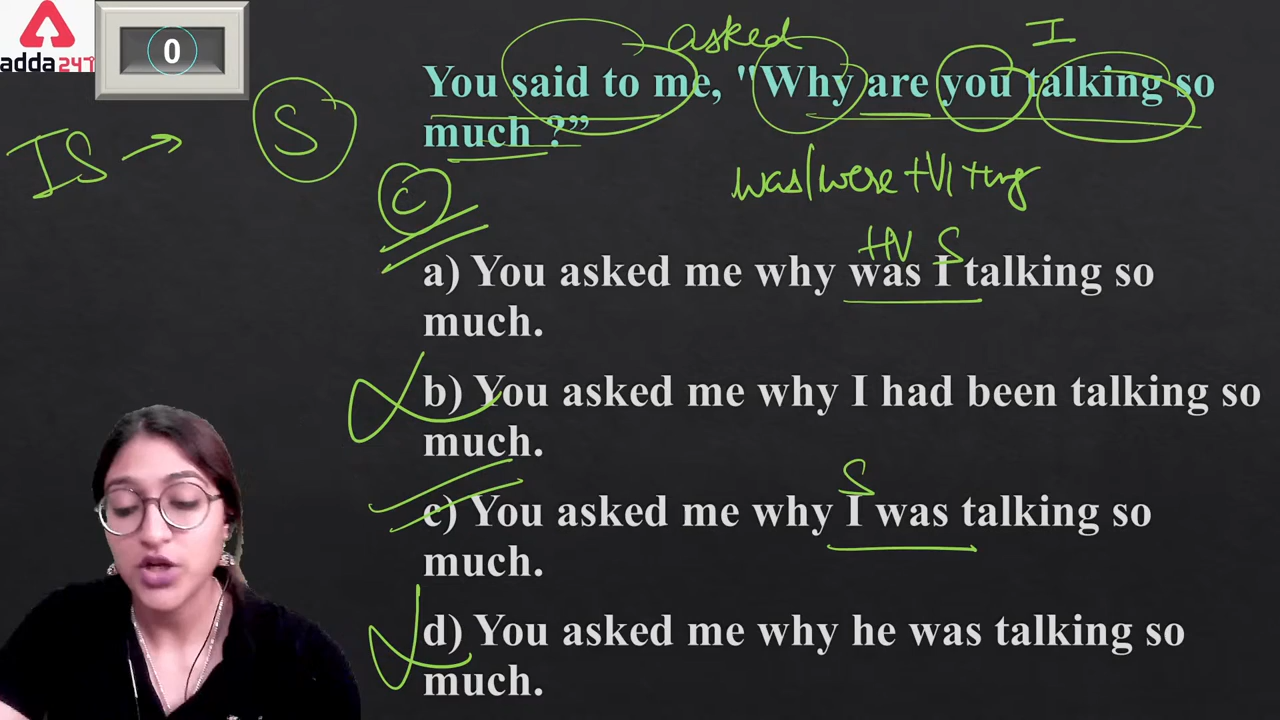 adda247
0
asked
I
You said to me, "Why are you talking so
much ?”
IS → S
was/were +V1 +ing
C
HV S
a) You asked me why was I talking so
much.
b) You asked me why I had been talking so
much.
S
c) You asked me why I was talking so
much.
d) You asked me why he was talking so
much.